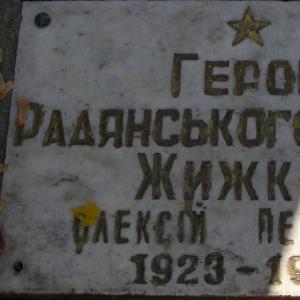 ГЕРО
РАДЯНСЬКОГО
ЖИЖК
ОЛЕКСІЙ ПЕ
1923-19